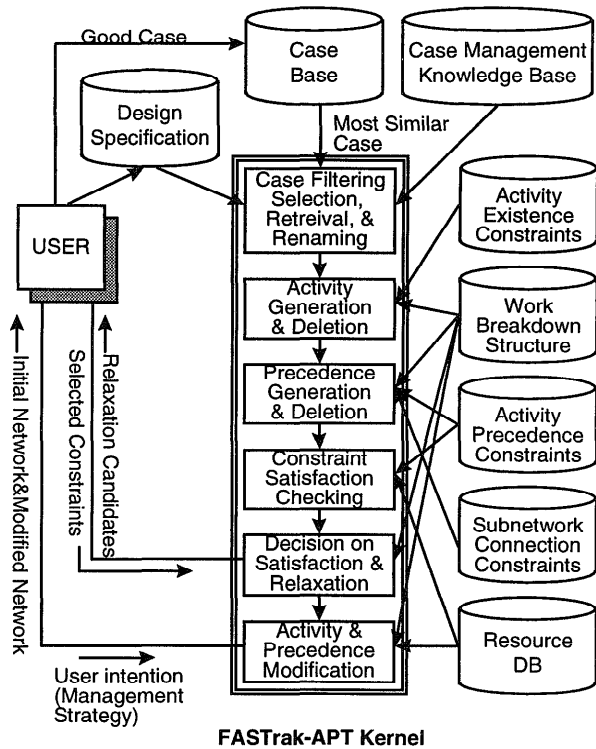 Good Case
Case
Base
Case Management
Knowledge Base
Design
Specification
Most Similar
Case
Case Filtering
Selection,
Retreival, &
Renaming
Activity
Existence
Constraints
USER
Activity
Generation
& Deletion
Work
Breakdown
Structure
Initial Network&Modified Network
Selected Constraints
Relaxation Candidates
Precedence
Generation
& Deletion
Activity
Precedence
Constraints
Constraint
Satisfaction
Checking
Subnetwork
Connection
Constraints
Decision on
Satisfaction &
Relaxation
Activity &
Precedence
Modification
Resource
DB
User intention
(Management
Strategy)
FASTrak-APT Kernel